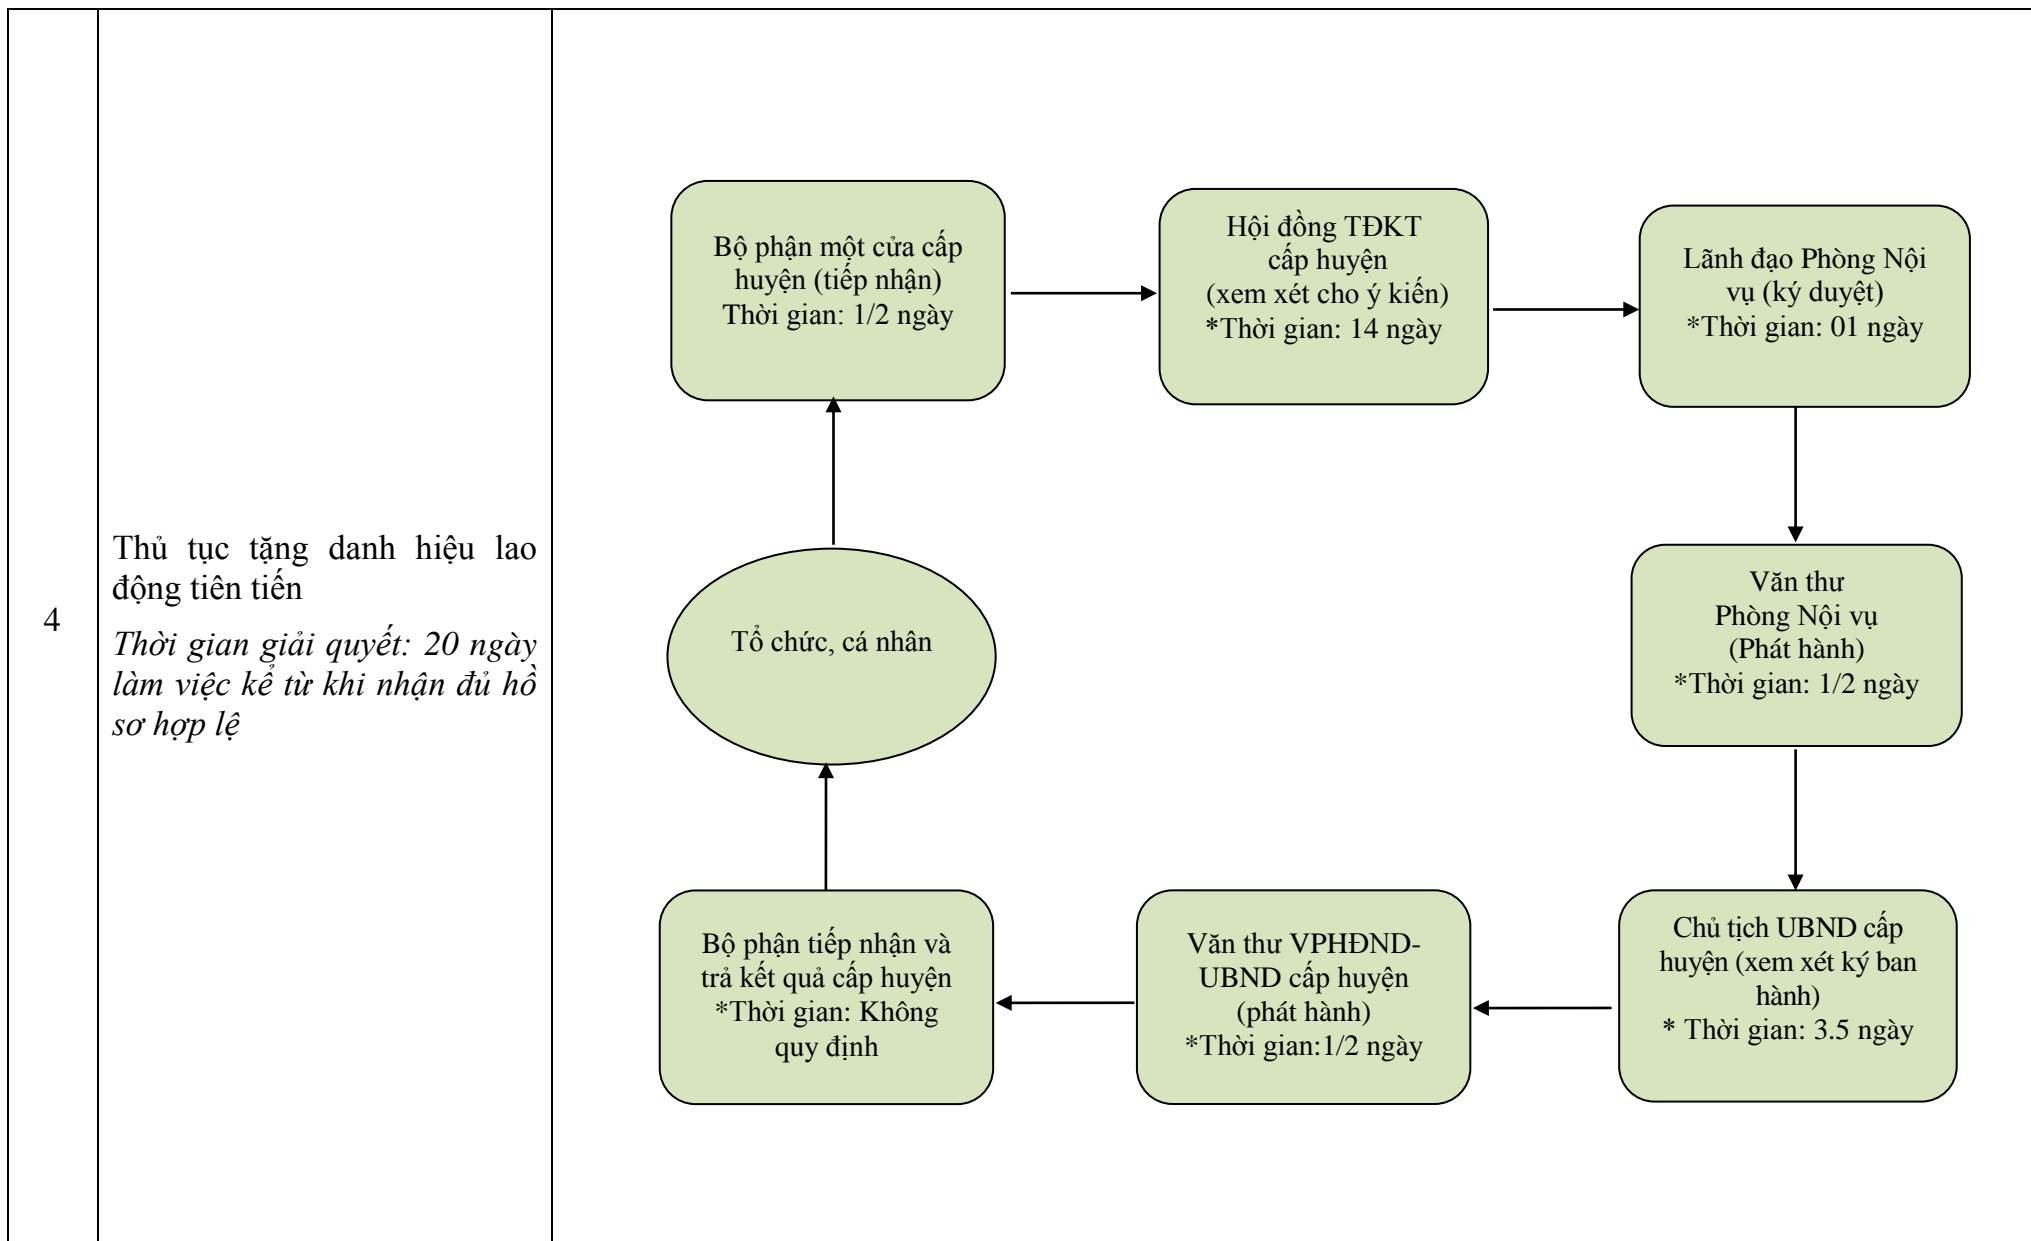 4
Thủ tục tặng danh hiệu lao
động tiên tiến
Thời gian giải quyết: 20 ngày
làm việc kể từ khi nhận đủ hồ
sơ hợp lệ
Bộ phận một cửa cấp
huyện (tiếp nhận)
Thời gian: 1/2 ngày
Hội đồng TĐKT
cấp huyện
(xem xét cho ý kiến)
*Thời gian: 14 ngày
Lãnh đạo Phòng Nội
vụ (ký duyệt)
*Thời gian: 01 ngày
Văn thư
Phòng Nội vụ
(Phát hành)
*Thời gian: 1/2 ngày
Chủ tịch UBND cấp
huyện (xem xét ký ban
hành)
* Thời gian: 3.5 ngày
Văn thư VPHĐND-
UBND cấp huyện
(phát hành)
*Thời gian:1/2 ngày
Bộ phận tiếp nhận và
trả kết quả cấp huyện
*Thời gian: Không
quy định
Tổ chức, cá nhân